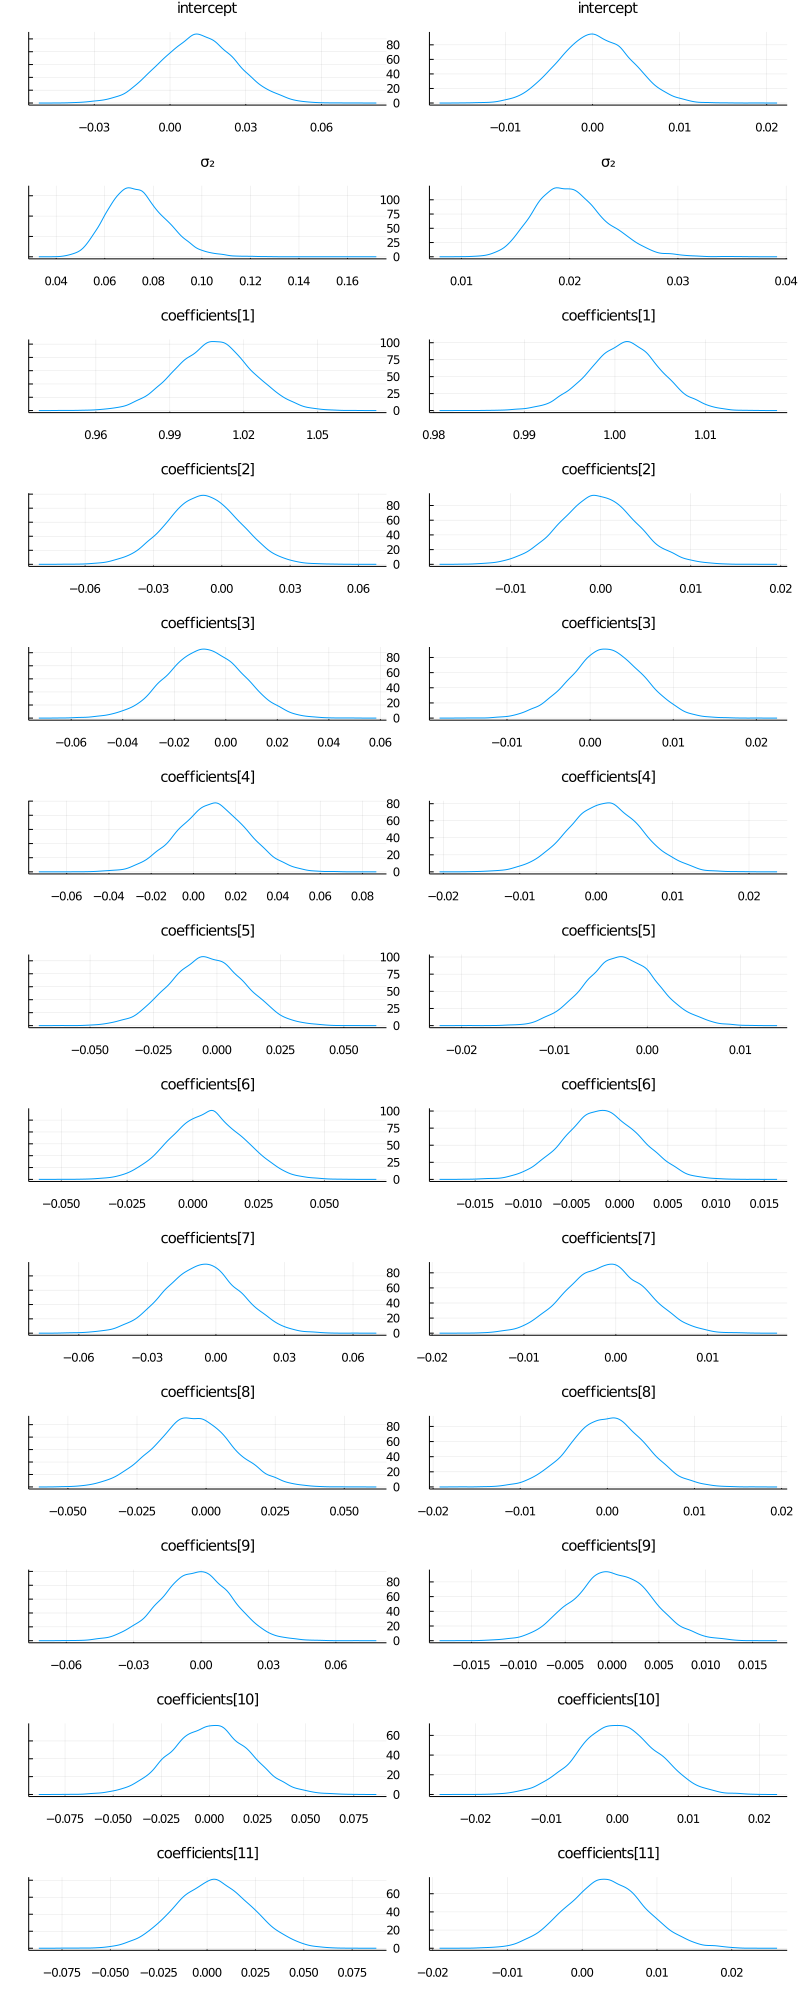 intercept intercept
80
60
40
20
0
−0.03 0.00 0.03 0.06 −0.01 0.00 0.01 0.02
σ₂ σ₂
100
75
50
25
0
0.04 0.06 0.08 0.10 0.12 0.14 0.16 0.01 0.02 0.03 0.04
coefficients[1] coefficients[1]
100
75
50
25
0
0.96 0.99 1.02 1.05 0.98 0.99 1.00 1.01
coefficients[2] coefficients[2]
80
60
40
20
0
−0.06 −0.03 0.00 0.03 0.06 −0.01 0.00 0.01 0.02
coefficients[3] coefficients[3]
80
60
40
20
0
−0.06 −0.04 −0.02 0.00 0.02 0.04 0.06 −0.01 0.00 0.01 0.02
coefficients[4] coefficients[4]
80
60
40
20
0
−0.06 −0.04 −0.02 0.00 0.02 0.04 0.06 0.08 −0.02 −0.01 0.00 0.01 0.02
coefficients[5] coefficients[5]
100
75
50
25
0
−0.050 −0.025 0.000 0.025 0.050 −0.02 −0.01 0.00 0.01
coefficients[6] coefficients[6]
100
75
50
25
0
−0.050 −0.025 0.000 0.025 0.050 −0.015 −0.010 −0.005 0.000 0.005 0.010 0.015
coefficients[7] coefficients[7]
80
60
40
20
0
−0.06 −0.03 0.00 0.03 0.06 −0.02 −0.01 0.00 0.01
coefficients[8] coefficients[8]
80
60
40
20
0
−0.050 −0.025 0.000 0.025 0.050 −0.02 −0.01 0.00 0.01 0.02
coefficients[9] coefficients[9]
80
60
40
20
0
−0.06 −0.03 0.00 0.03 0.06 −0.015 −0.010 −0.005 0.000 0.005 0.010 0.015
coefficients[10] coefficients[10]
60
40
20
0
−0.075 −0.050 −0.025 0.000 0.025 0.050 0.075 −0.02 −0.01 0.00 0.01 0.02
coefficients[11] coefficients[11]
60
40
20
0
−0.075 −0.050 −0.025 0.000 0.025 0.050 0.075 −0.02 −0.01 0.00 0.01 0.02